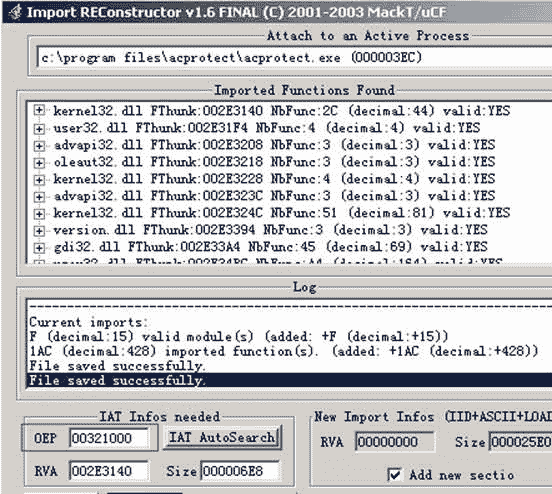 Import REConstructor v1.6 FINAL (C) 2001-2003 MackT/uCF
Attach to an Active Process
c:\program files\acprotect\acprotect.exe (000003EC)
Imported Functions Found
kernel32.dll FThunk:002E3140 NbFunc:2C (decimal:44) valid:YES
user32.dll FThunk:002E31F4 NbFunc:4 (decimal:4) valid:YES
advapi32.dll FThunk:002E3208 NbFunc:3 (decimal:3) valid:YES
oleaut32.dll FThunk:002E3218 NbFunc:3 (decimal:3) valid:YES
kernel32.dll FThunk:002E3228 NbFunc:4 (decimal:4) valid:YES
advapi32.dll FThunk:002E323C NbFunc:3 (decimal:3) valid:YES
kernel32.dll FThunk:002E324C NbFunc:51 (decimal:81) valid:YES
version.dll FThunk:002E3394 NbFunc:3 (decimal:3) valid:YES
gdi32.dll FThunk:002E33A4 NbFunc:45 (decimal:69) valid:YES
Log
Current imports:
F (decimal:15) valid module(s) (added: +F (decimal:+15))
1AC (decimal:428) imported function(s). (added: +1AC (decimal:+428))
File saved successfully.
File saved successfully.
IAT Infos needed
New Import Infos (IID+ASCII+LOAD
OEP 00321000 IAT AutoSearch
RVA 00000000 Size 000025E0
RVA 002E3140 Size 000006E8
Add new sectio